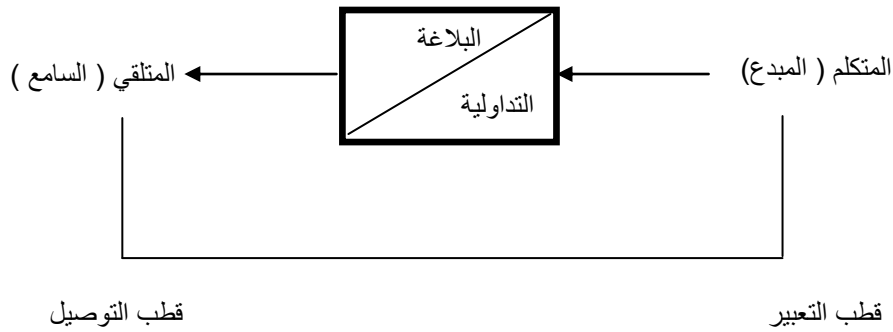 البلاغة
المتكلم ( المبدع)
المتلقي ( السامع )
التداولية
قطب التعبير
قطب التوصيل